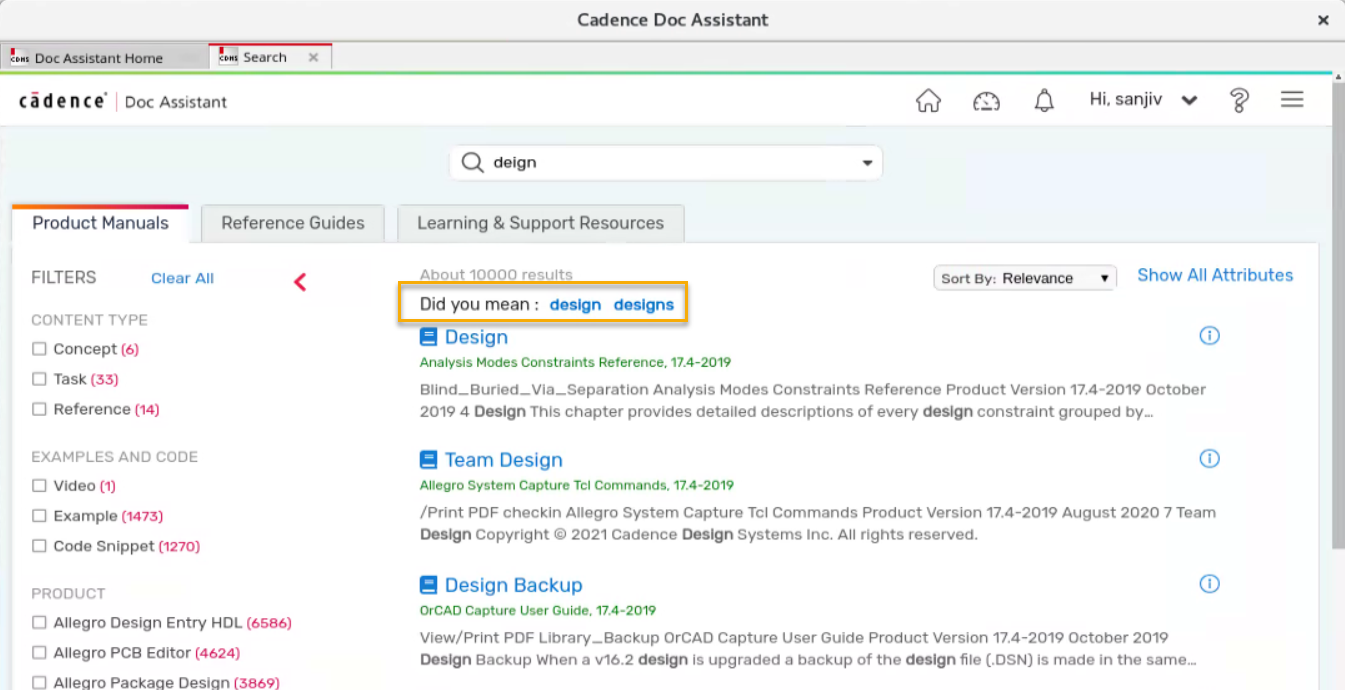 Cadence Doc Assistant
Doc Assistant Home
Search
cādence® | Doc Assistant
Hi, sanjiv
deign
Product Manuals
Reference Guides
Learning & Support Resources
FILTERS
Clear All
CONTENT TYPE
Concept (6)
Task (33)
Reference (14)
EXAMPLES AND CODE
Video (1)
Example (1473)
Code Snippet (1270)
PRODUCT
Allegro Design Entry HDL (6586)
Allegro PCB Editor (4624)
Allegro Package Design (3869)
About 10000 results
Sort By: Relevance
Show All Attributes
Did you mean : design designs
Design
Analysis Modes Constraints Reference, 17.4-2019
Blind_Buried_Via_Separation Analysis Modes Constraints Reference Product Version 17.4-2019 October
2019 4 Design This chapter provides detailed descriptions of every design constraint grouped by...
Team Design
Allegro System Capture Tcl Commands, 17.4-2019
/Print PDF checkin Allegro System Capture Tcl Commands Product Version 17.4-2019 August 2020 7 Team
Design Copyright © 2021 Cadence Design Systems Inc. All rights reserved.
Design Backup
OrCAD Capture User Guide, 17.4-2019
View/Print PDF Library_Backup OrCAD Capture User Guide Product Version 17.4-2019 October 2019
Design Backup When a v16.2 design is upgraded a backup of the design file (.DSN) is made in the same...